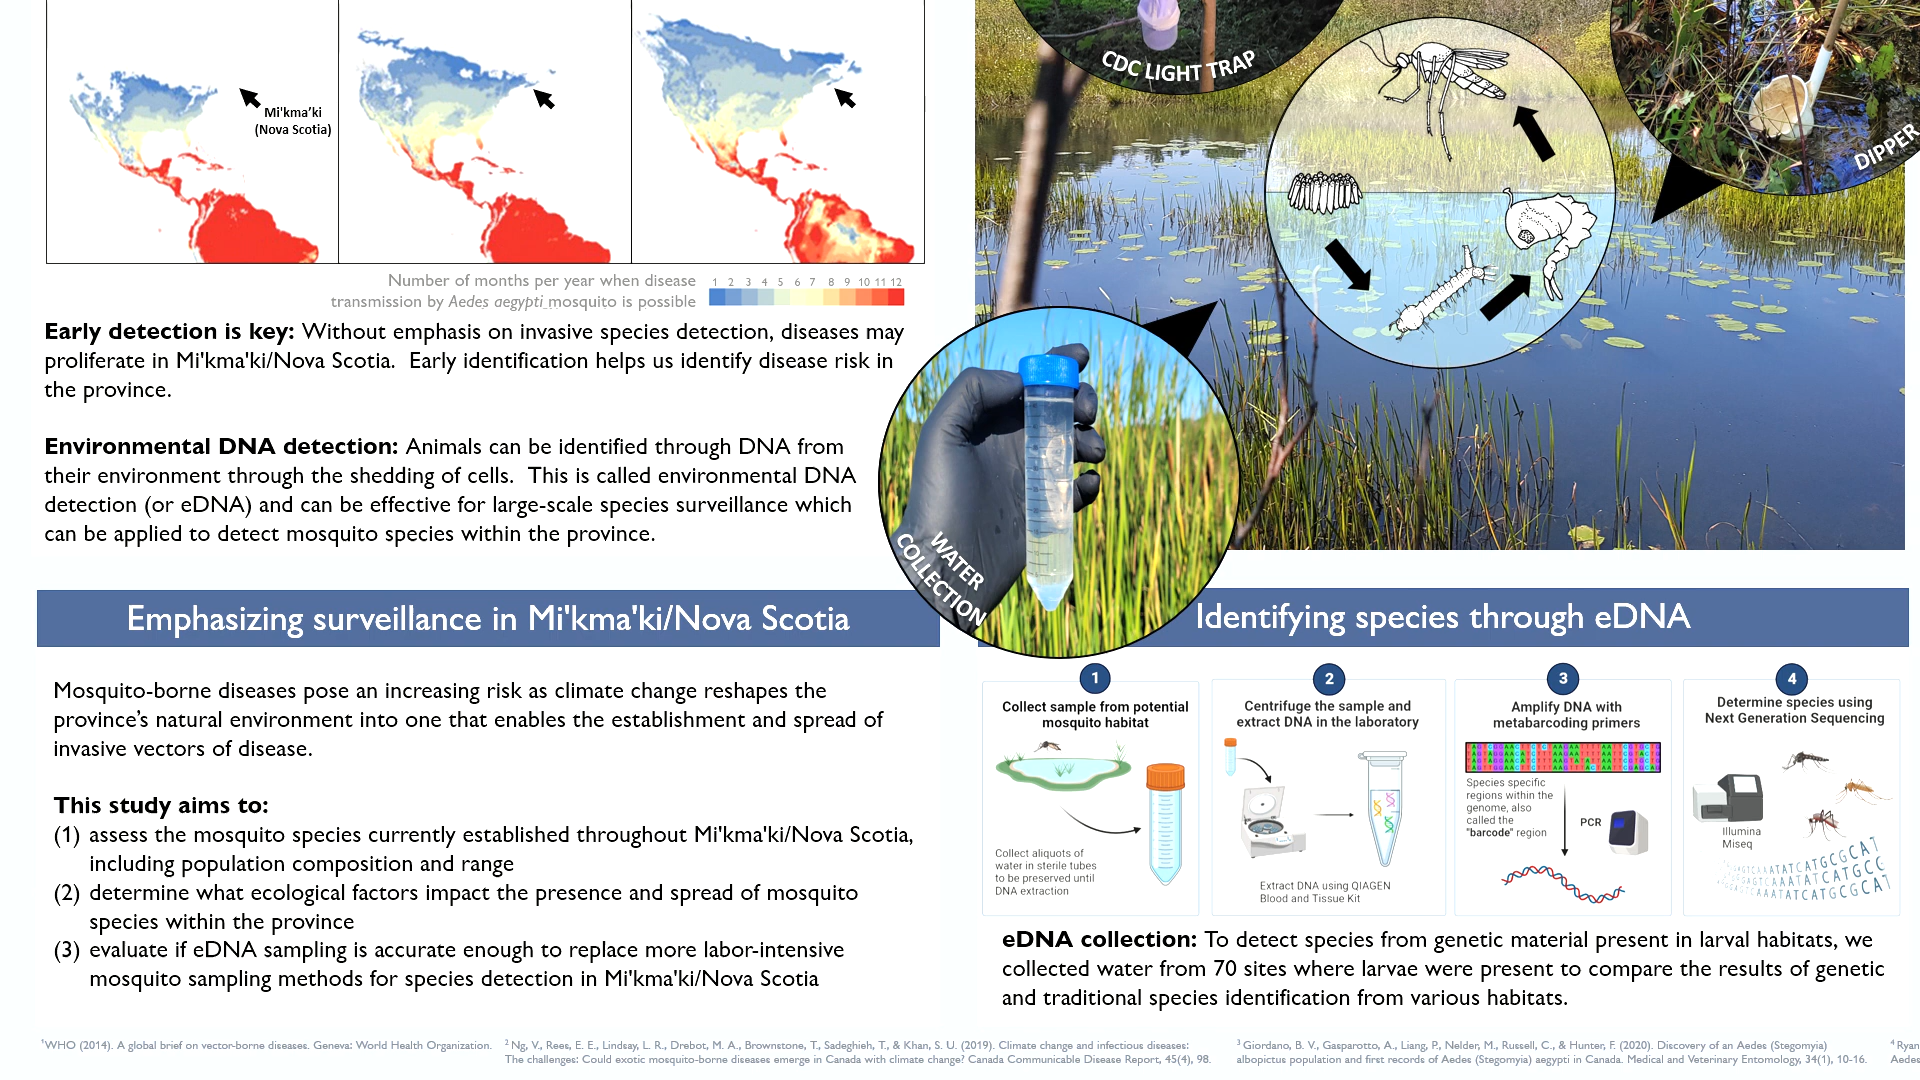 Mi'kma'ki
(Nova Scotia)
Number of months per year when disease
transmission by Aedes aegypti mosquito is possible
1 2 3 4 5 6 7 8 9 10 11 12
Early detection is key: Without emphasis on invasive species detection, diseases may
proliferate in Mi'kma'ki/Nova Scotia. Early identification helps us identify disease risk in
the province.
Environmental DNA detection: Animals can be identified through DNA from
their environment through the shedding of cells. This is called environmental DNA
detection (or eDNA) and can be effective for large-scale species surveillance which
can be applied to detect mosquito species within the province.
CDC LIGHT TRAP
DIPPER
WATER
COLLECTION
Emphasizing surveillance in Mi'kma'ki/Nova Scotia
Mosquito-borne diseases pose an increasing risk as climate change reshapes the
province's natural environment into one that enables the establishment and spread of
invasive vectors of disease.
This study aims to:
(1) assess the mosquito species currently established throughout Mi'kma'ki/Nova Scotia,
including population composition and range
(2) determine what ecological factors impact the presence and spread of mosquito
species within the province
(3) evaluate if eDNA sampling is accurate enough to replace more labor-intensive
mosquito sampling methods for species detection in Mi'kma'ki/Nova Scotia
Identifying species through eDNA
1
Collect sample from potential
mosquito habitat
Collect aliquots of
water in sterile tubes
to be preserved until
DNA extraction
2
Centrifuge the sample and
extract DNA in the laboratory
Extract DNA using QIAGEN
Blood and Tissue Kit
3
Amplify DNA with
metabarcoding primers
Species specific
regions within the
genome, also
called the
"barcode" region
PCR
4
Determine species using
Next Generation Sequencing
Illumina
Miseq
eDNA collection: To detect species from genetic material present in larval habitats, we
collected water from 70 sites where larvae were present to compare the results of genetic
and traditional species identification from various habitats.
1 WHO (2014). A global brief on vector-borne diseases. Geneva: World Health Organization.
2 Ng, V., Rees, E. E., Lindsay, L. R., Drebot, M. A., Brownstone, T., Sadeghieh, T., & Khan, S. U. (2019). Climate change and infectious diseases:
The challenges: Could exotic mosquito-borne diseases emerge in Canada with climate change? Canada Communicable Disease Report, 45(4), 98.
3 Giordano, B. V., Gasparotto, A., Liang, P., Nelder, M., Russell, C., & Hunter, F. (2020). Discovery of an Aedes (Stegomyia)
albopictus population and first records of Aedes (Stegomyia) aegypti in Canada. Medical and Veterinary Entomology, 34(1), 10-16.
4 Ryan
Aedes